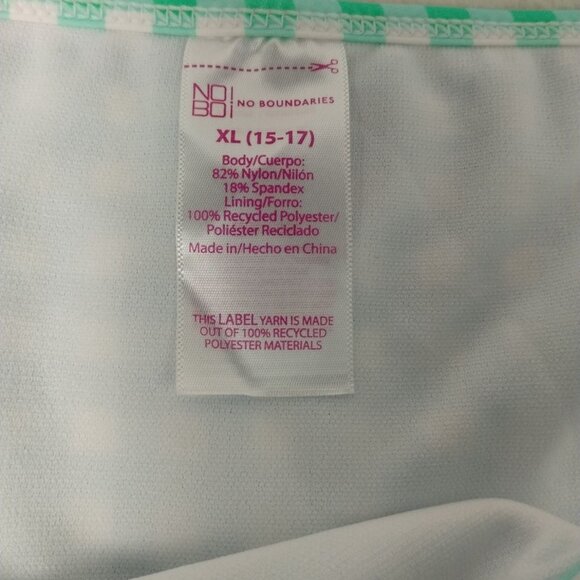 NO
BO
NO BOUNDARIES
XL (15-17)
Body/Cuerpo:
82% Nylon/Nilón
18% Spandex
Lining/Forro:
100% Recycled Polyester/
Poliéster Reciclado
Made in/Hecho en China
THIS LABEL YARN IS MADE
OUT OF 100% RECYCLED
POLYESTER MATERIALS